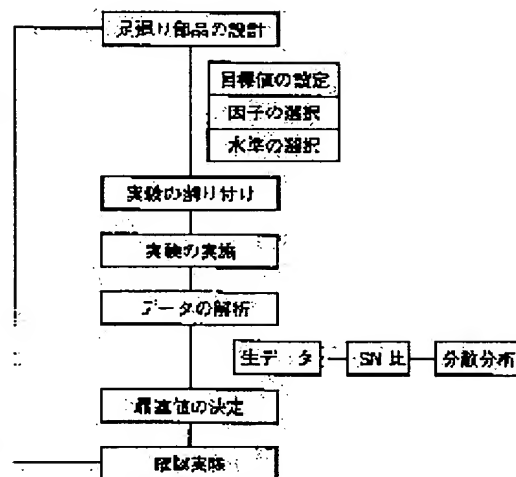 足廻り部品の設計
目標値の設定
因子の選択
水準の選択
実験の割り付け
実験の実施
データの解析
生データ
SN比
分散分析
最適値の決定
確認実験